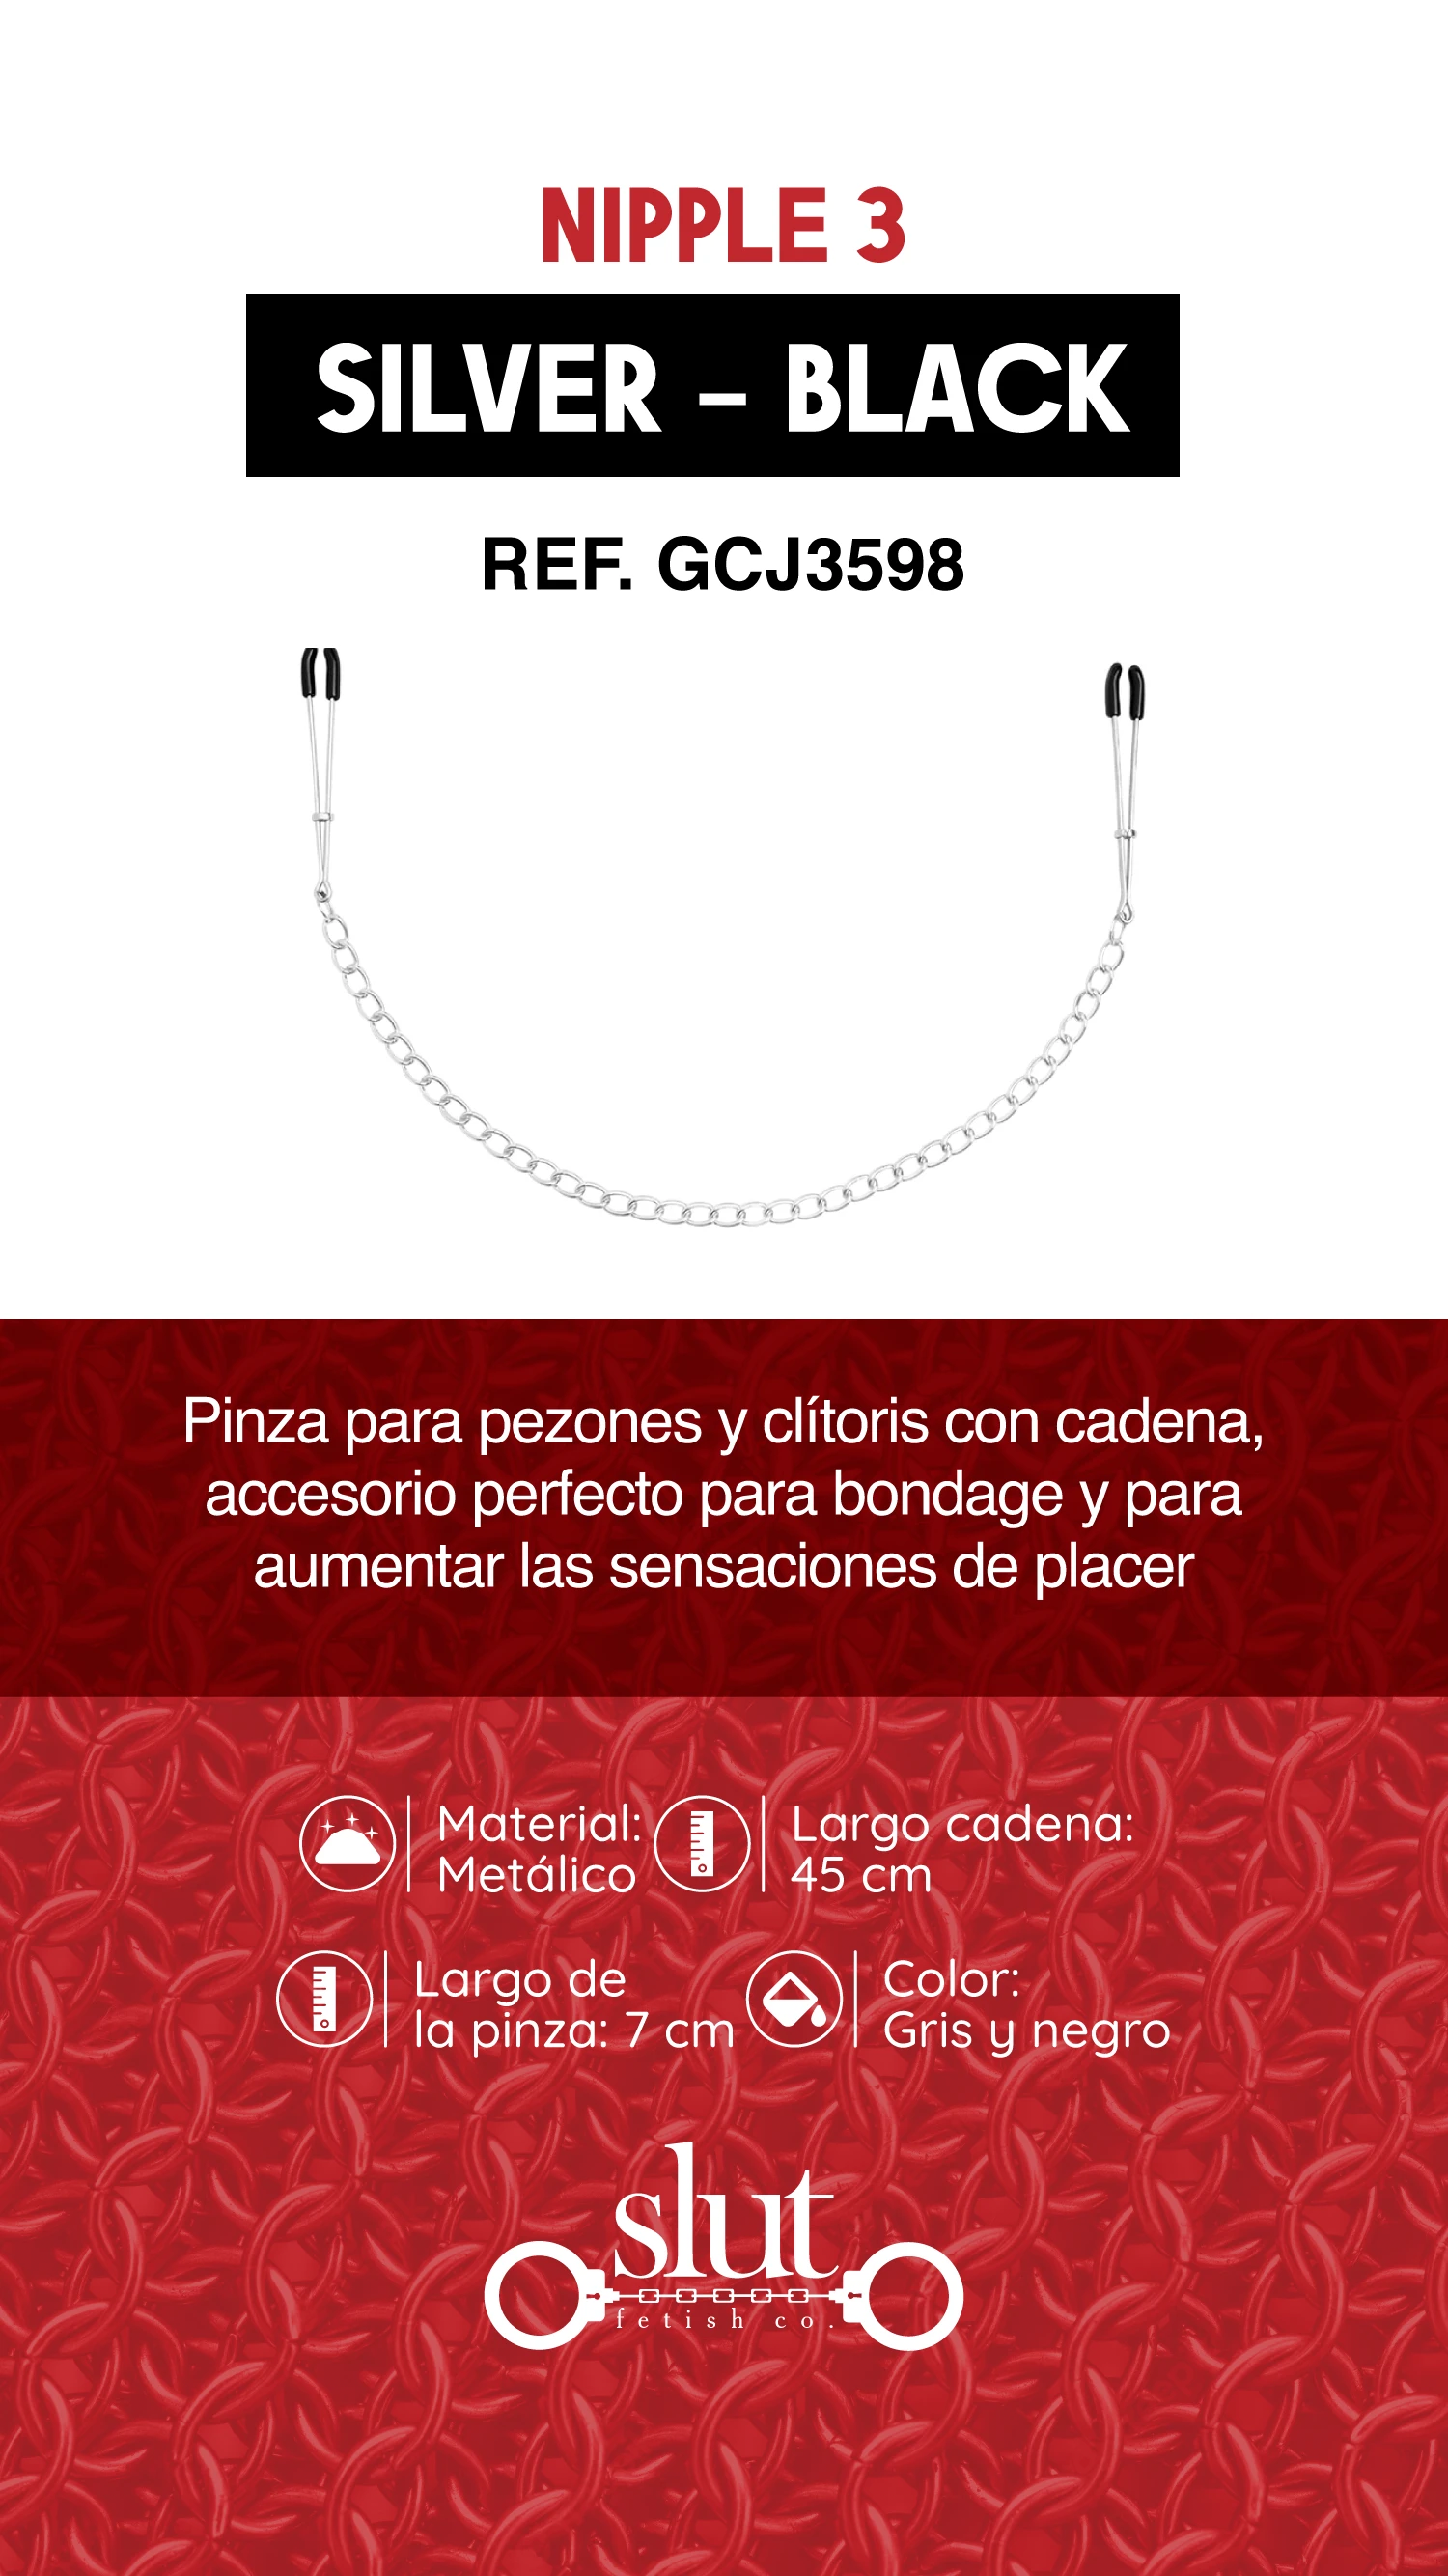 NIPPLE 3
SILVER – BLACK
REF. GCJ3598
Pinza para pezones y clítoris con cadena,
accesorio perfecto para bondage y para
aumentar las sensaciones de placer
Material:
Metálico
Largo cadena:
45 cm
Largo de
la pinza: 7 cm
Color:
Gris y negro
slut
fetish co.